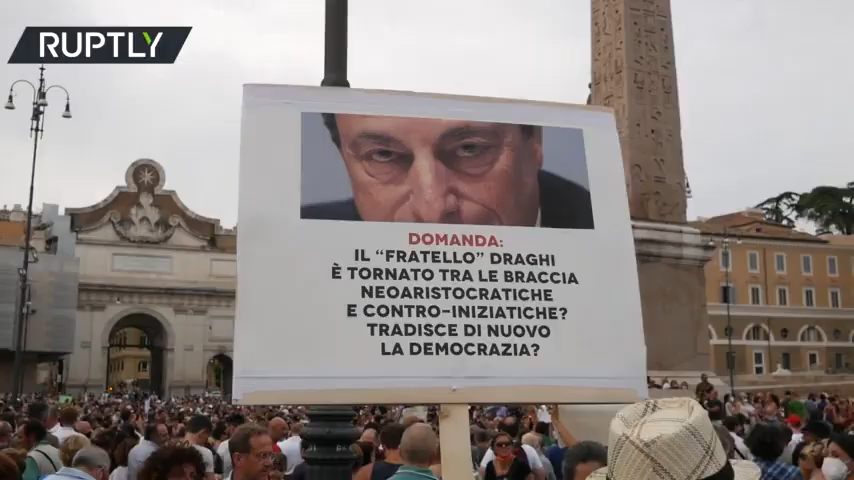 RUPTLY
DOMANDA:
IL “FRATELLO” DRAGHI
È TORNATO TRA LE BRACCIA
NEOARISTOCRATICHE
E CONTRO-INIZIATICHE?
TRADISCE DI NUOVO
LA DEMOCRAZIA?